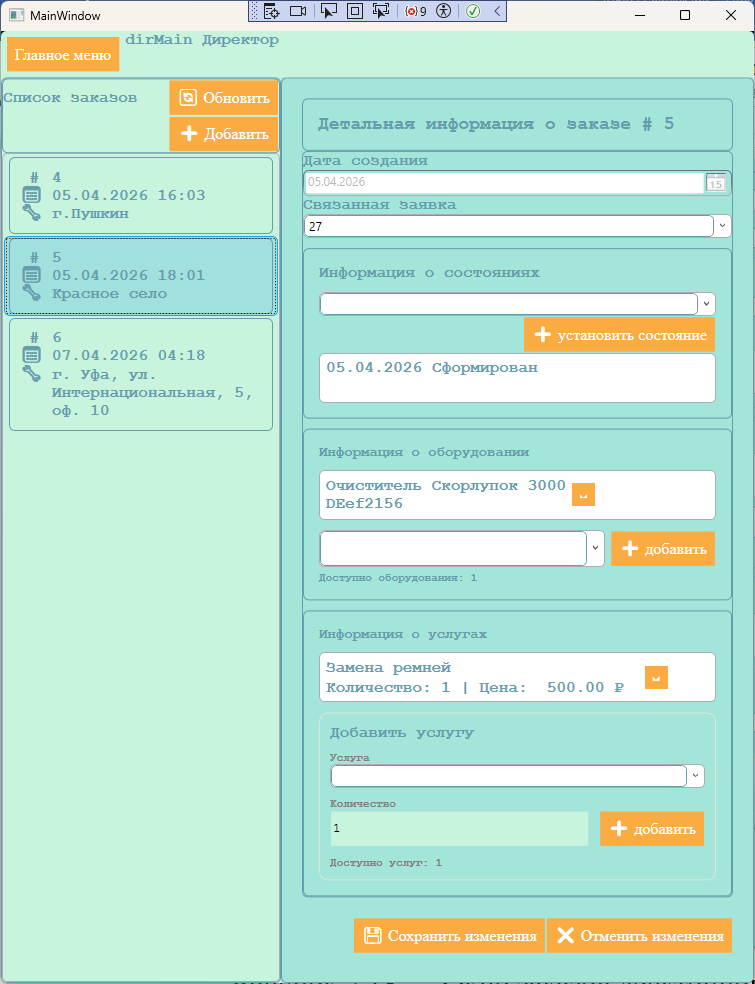 MainWindow
9
Главное меню
dirMain Директор
Список заказов
Обновить
Добавить
# 4
05.04.2026 16:03
г.Пушкин
# 5
05.04.2026 18:01
Красное село
# 6
07.04.2026 04:18
г. Уфа, ул.
Интернациональная, 5,
оф. 10
Детальная информация о заказе # 5
Дата создания
05.04.2026
15
Связанная заявка
27
Информация о состояниях
установить состояние
05.04.2026 Сформирован
Информация о оборудовании
Очиститель Скорлупок 3000
DEef2156
добавить
Доступно оборудования: 1
Информация о услугах
Замена ремней
Количество: 1 | Цена: 500.00 ₽
Добавить услугу
Услуга
Количество
1
добавить
Доступно услуг: 1
Сохранить изменения
Отменить изменения